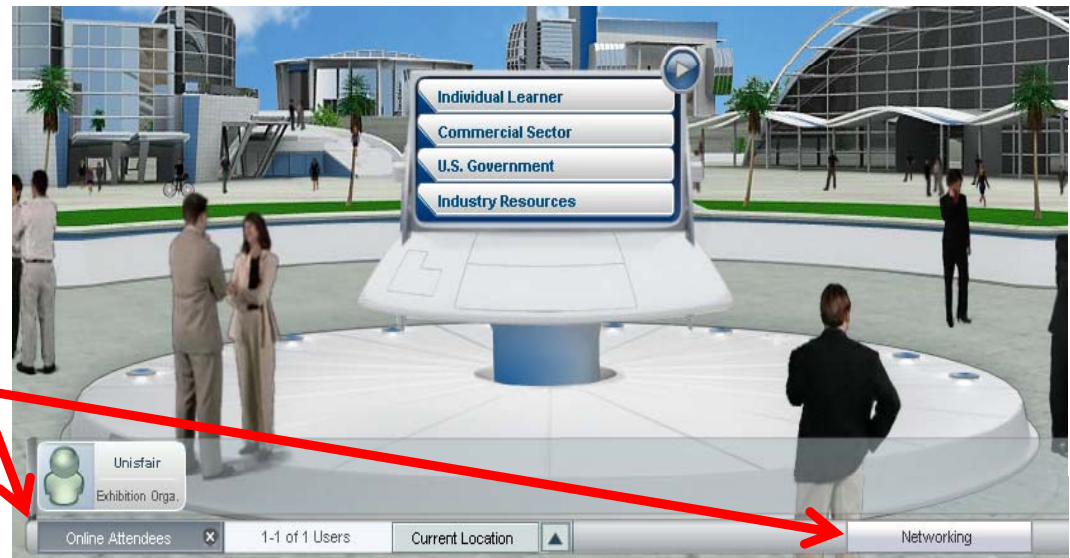 Individual Learner
Commercial Sector
U.S. Government
Industry Resources
Unisfair
Exhibition Orga.
Online Attendees 1-1 of 1 Users Current Location Networking